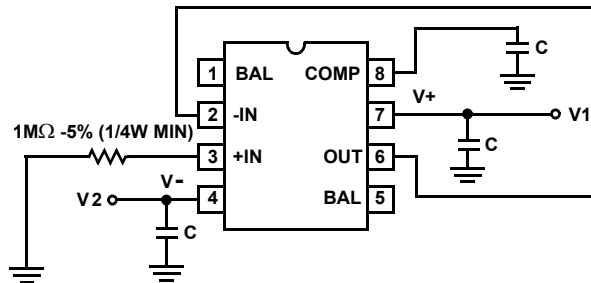 1 BAL COMP 8 C
2 -IN V+ 7 V1
1MΩ -5% (1/4W MIN)
3 +IN OUT 6 C
V2 V- 4 BAL 5
C